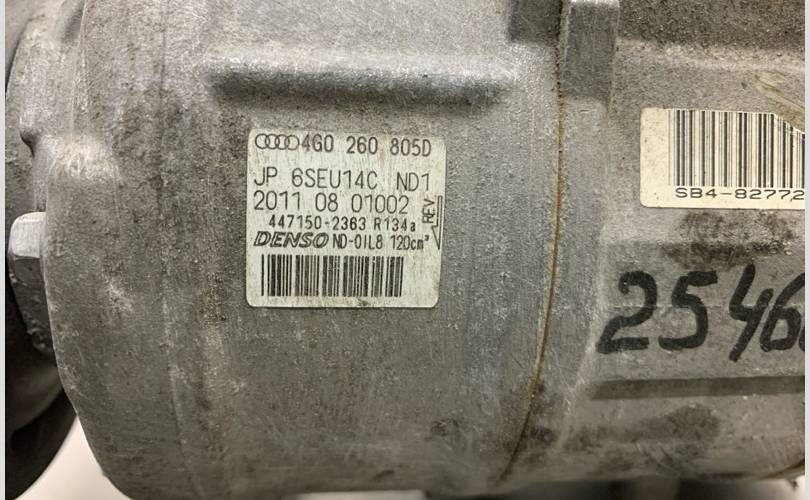 4G0 260 805D
JP 6SEU14C ND1
2011 08 01002
REV
447150-2363 R134a
DENSO ND-OIL8 120cm³
SB4-82772
2546